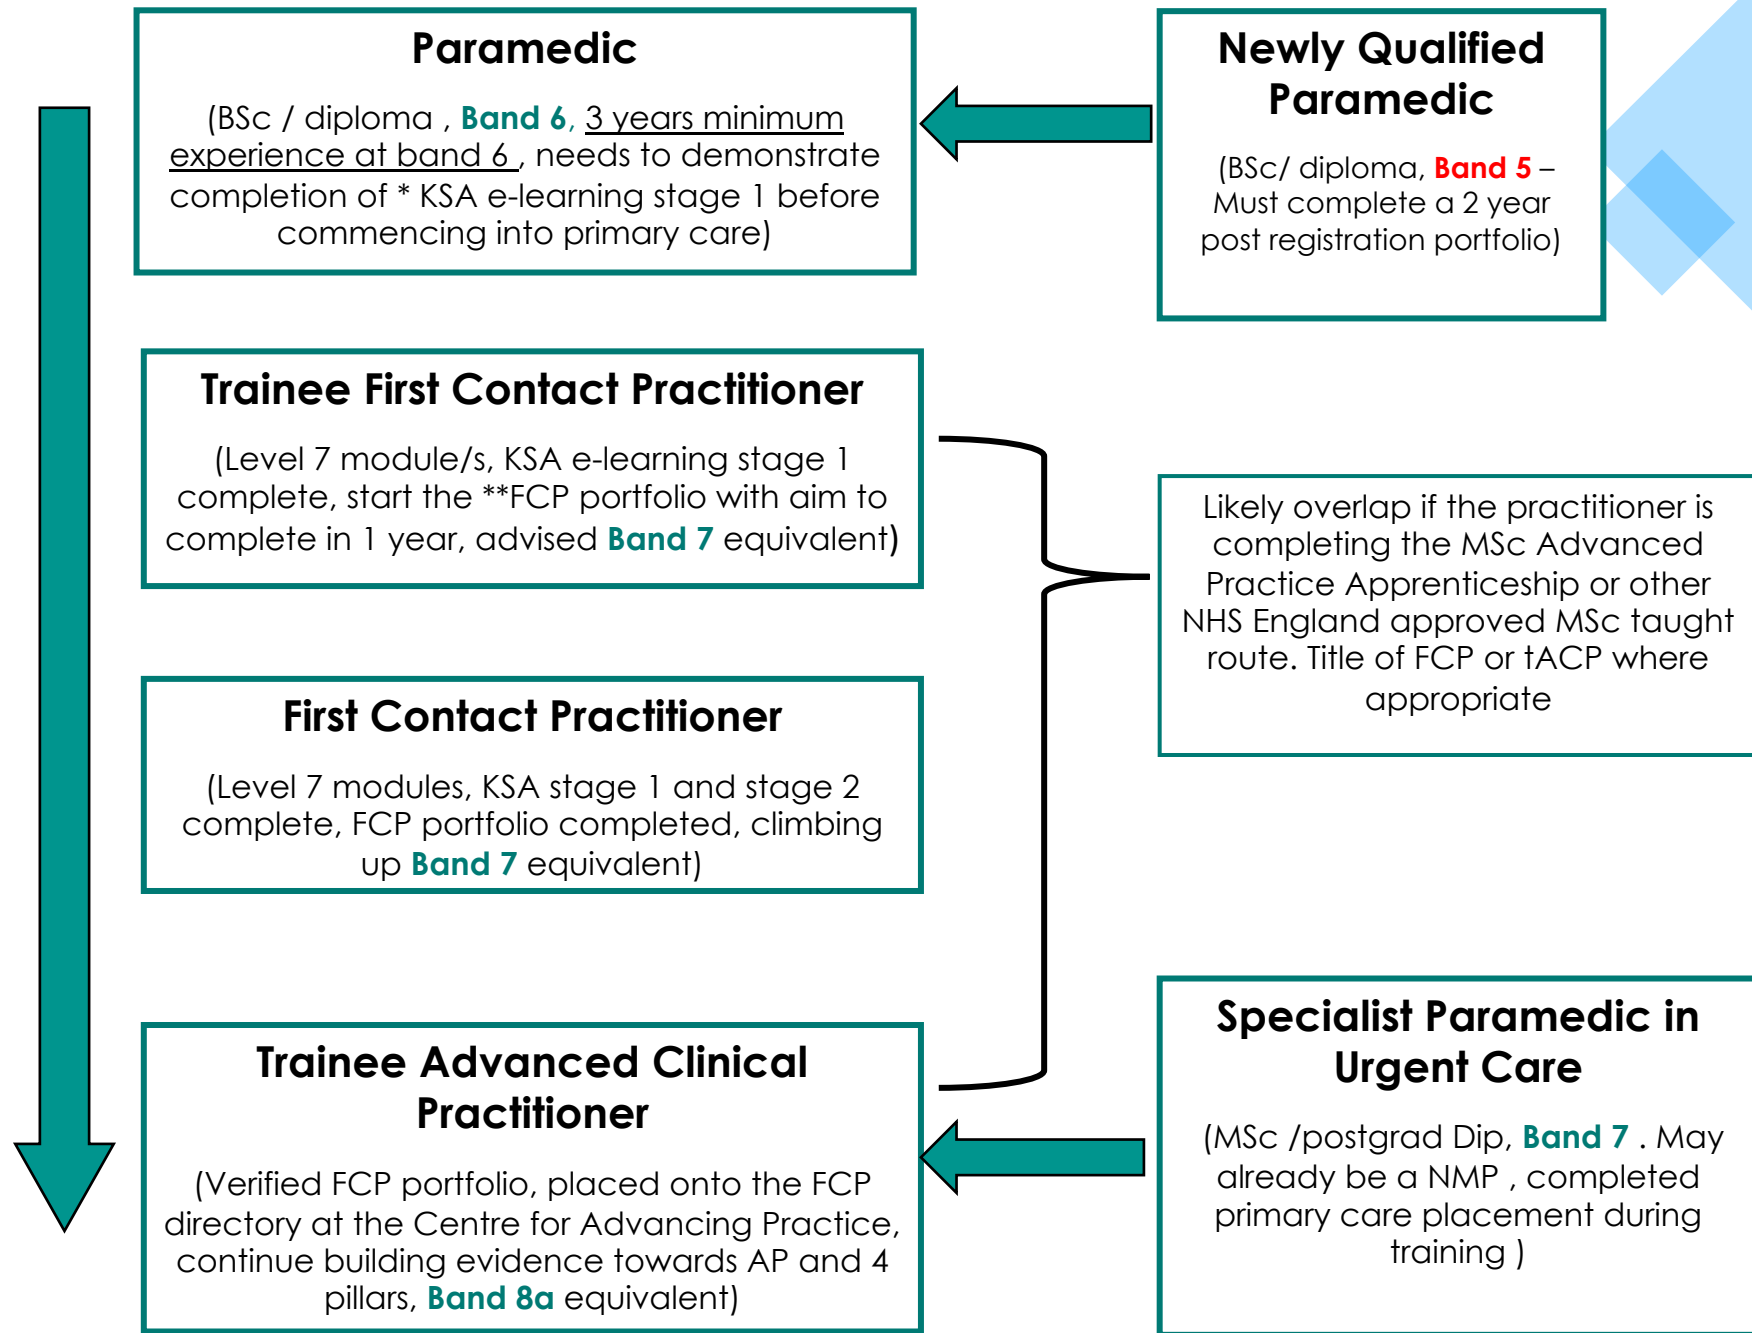 Paramedic
(BSc / diploma , Band 6, 3 years minimum
experience at band 6 , needs to demonstrate
completion of * KSA e-learning stage 1 before
commencing into primary care)
Newly Qualified
Paramedic
(BSc/ diploma, Band 5 –
Must complete a 2 year
post registration portfolio)
Trainee First Contact Practitioner
(Level 7 module/s, KSA e-learning stage 1
complete, start the **FCP portfolio with aim to
complete in 1 year, advised Band 7 equivalent)
Likely overlap if the practitioner is
completing the MSc Advanced
Practice Apprenticeship or other
NHS England approved MSc taught
route. Title of FCP or tACP where
appropriate
First Contact Practitioner
(Level 7 modules, KSA stage 1 and stage 2
complete, FCP portfolio completed, climbing
up Band 7 equivalent)
Trainee Advanced Clinical
Practitioner
(Verified FCP portfolio, placed onto the FCP
directory at the Centre for Advancing Practice,
continue building evidence towards AP and 4
pillars, Band 8a equivalent)
Specialist Paramedic in
Urgent Care
(MSc /postgrad Dip, Band 7 . May
already be a NMP , completed
primary care placement during
training )